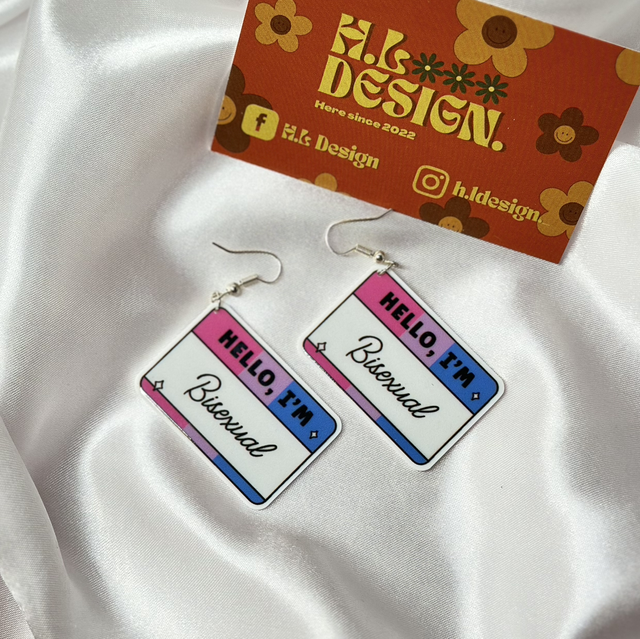 H.L
DESIGN.
Here since 2022
f H.L Design
h.ldesign.
HELLO, I'M
Bisexual
HELLO, I'M
Bisexual